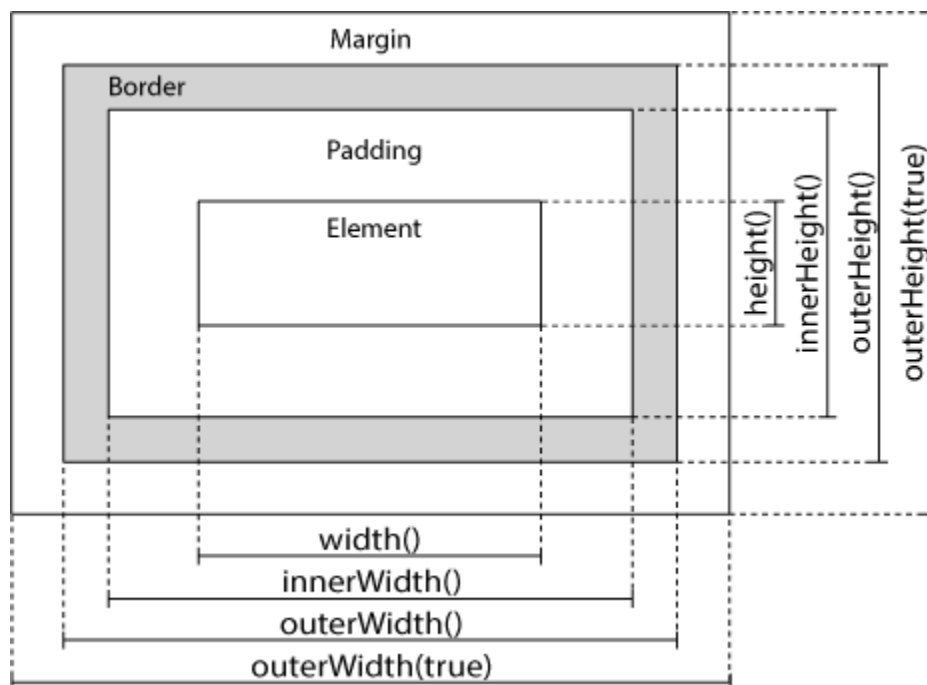 Margin
Border
Padding
Element
height()
innerHeight()
outerHeight()
outerHeight(true)
width()
innerWidth()
outerWidth()
outerWidth(true)